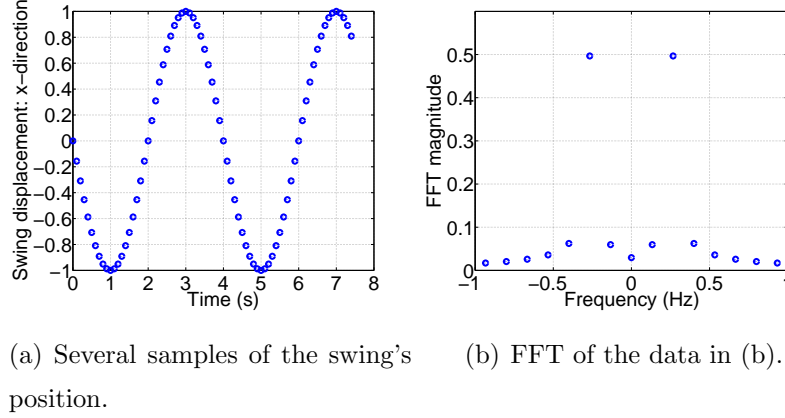 1
0.8
0.6
0.4
0.2
0
−0.2
−0.4
−0.6
−0.8
−1
0 1 2 3 4 5 6 7 8
Time (s)
Swing displacement: x−direction
0.5
0.4
0.3
0.2
0.1
0
−1 −0.5 0 0.5 1
Frequency (Hz)
FFT magnitude
(a) Several samples of the swing's
position.
(b) FFT of the data in (b).